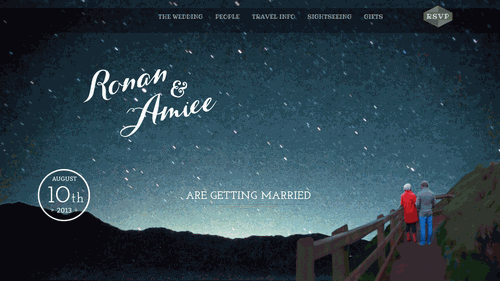 THE WEDDING PEOPLE TRAVEL INFO. SIGHTSEEING GIFTS RSVP
Ronan
&
Amiee
AUGUST
10th
2013
...ARE GETTING MARRIED